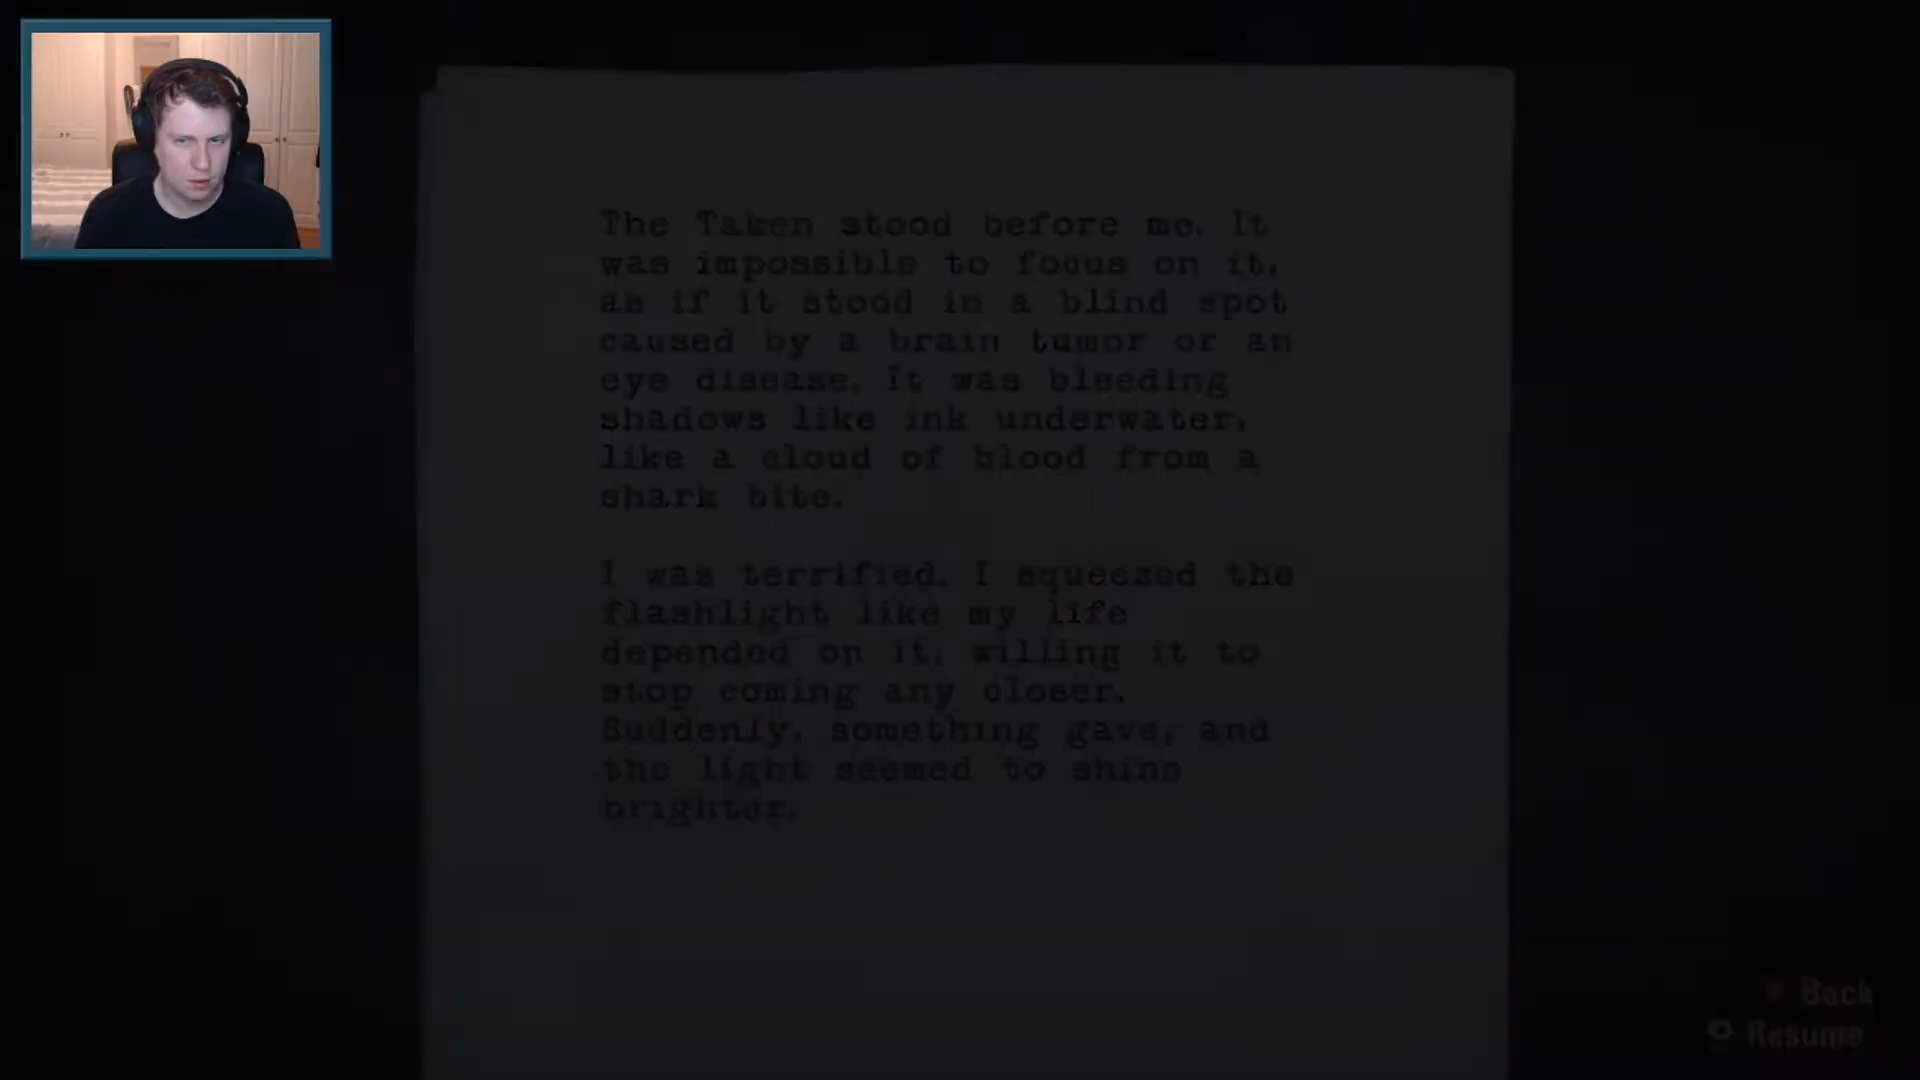 The Taken stood before me. It
was impossible to focus on it,
as if it stood in a blind spot
caused by a brain tumor or an
eye disease. It was bleeding
shadows like ink underwater,
like a cloud of blood from a
shark bite.
I was terrified. I squeezed the
flashlight like my life
depended on it, willing it to
stop coming any closer.
Suddenly, something gave, and
the light seemed to shine
brighter.
Back
Resume